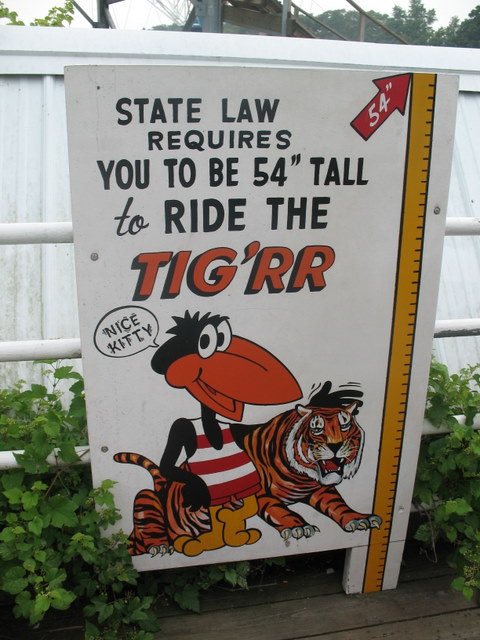 54"
STATE LAW
REQUIRES
YOU TO BE 54" TALL
to RIDE THE
TIG'RR
"NICE
KITTY"